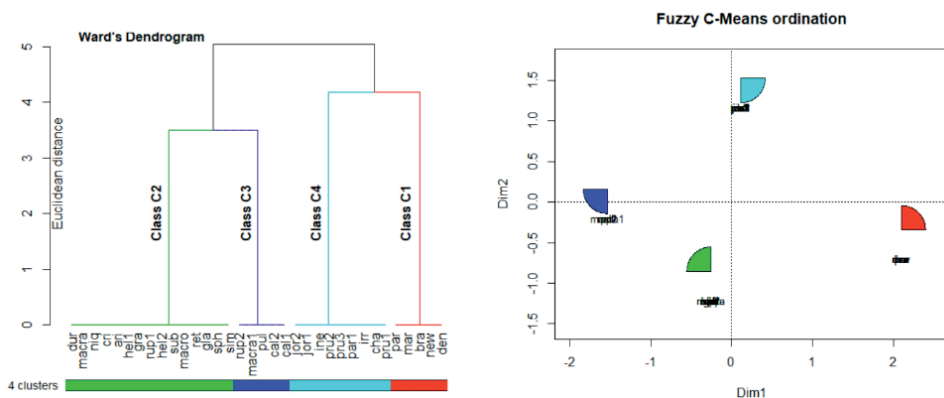 Ward's Dendrogram
Euclidean distance
5
4
3
2
1
0
Class C2
Class C3
Class C4
Class C1
dur
macra
niq
cri
ari
hel1
gra
rup1
hel2
sub
macro
ret
gla
sph
sim
rup2
macra1
pul
cal2
cal1
jor2
jor1
ine
pru2
pru3
par1
irr
cha
pru1
par
mar
bra
new
den
4 clusters
Fuzzy C-Means ordination
Dim2
1.5
1.0
0.5
0.0
-0.5
-1.0
-1.5
-2
-1
0
1
2
Dim1